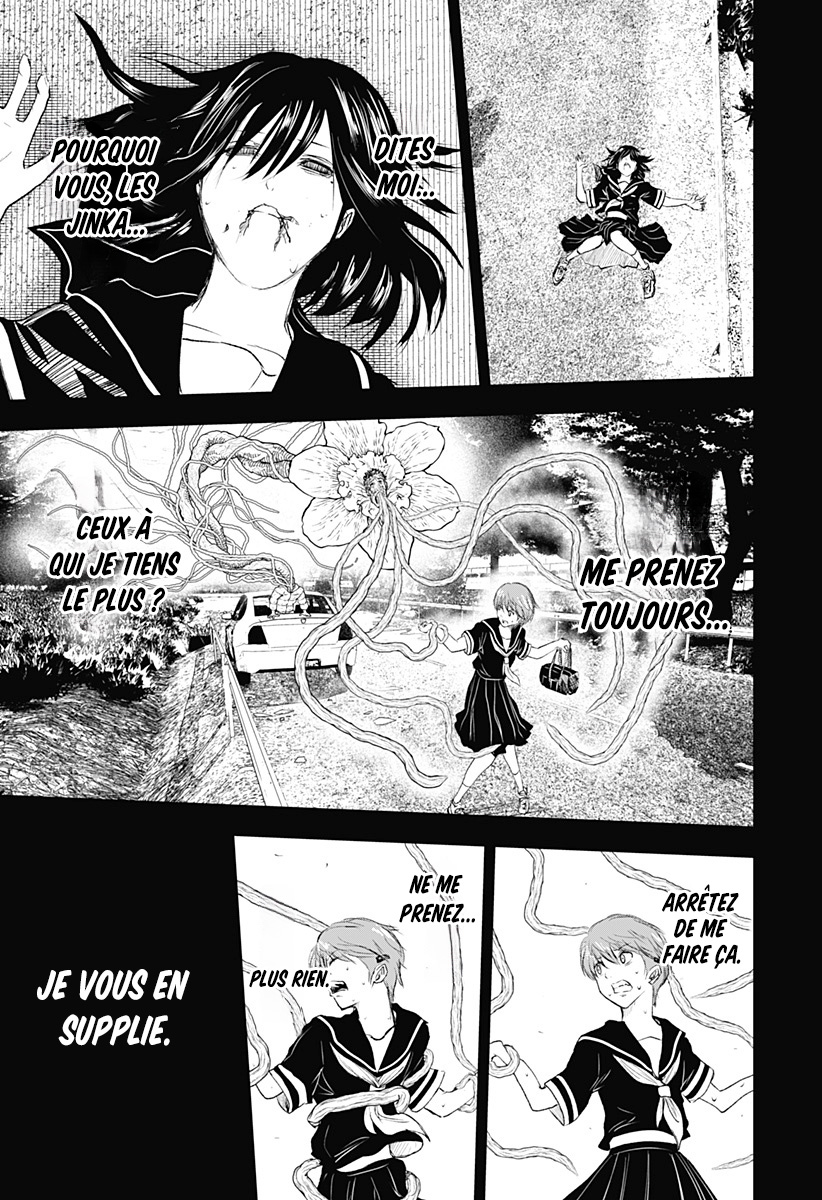 DITES
MOI...
POURQUOI
VOUS, LES
JINKA...
ME PRENEZ
TOUJOURS...
CEUX À
QUI JE TIENS
LE PLUS ?
ARRÊTEZ
DE ME
FAIRE ÇA.
NE ME
PRENEZ...
PLUS RIEN.
JE VOUS EN
SUPPLIE.